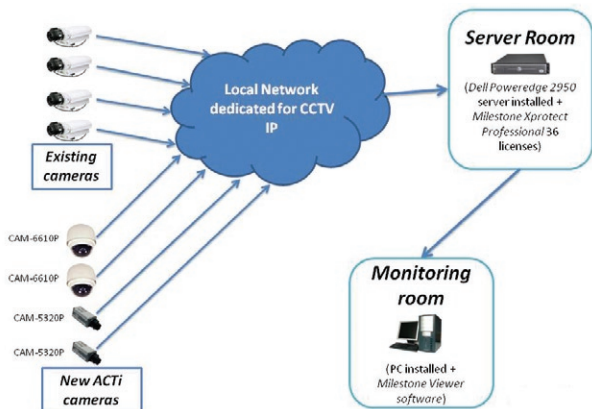 Local Network
dedicated for CCTV
IP
Existing
cameras
Server Room
(Dell Poweredge 2950
server installed +
Milestone Xprotect
Professional 36
licenses)
CAM-6610P
CAM-6610P
CAM-5320P
CAM-5320P
New ACTi
cameras
Monitoring
room
(PC installed +
Milestone Viewer
software)